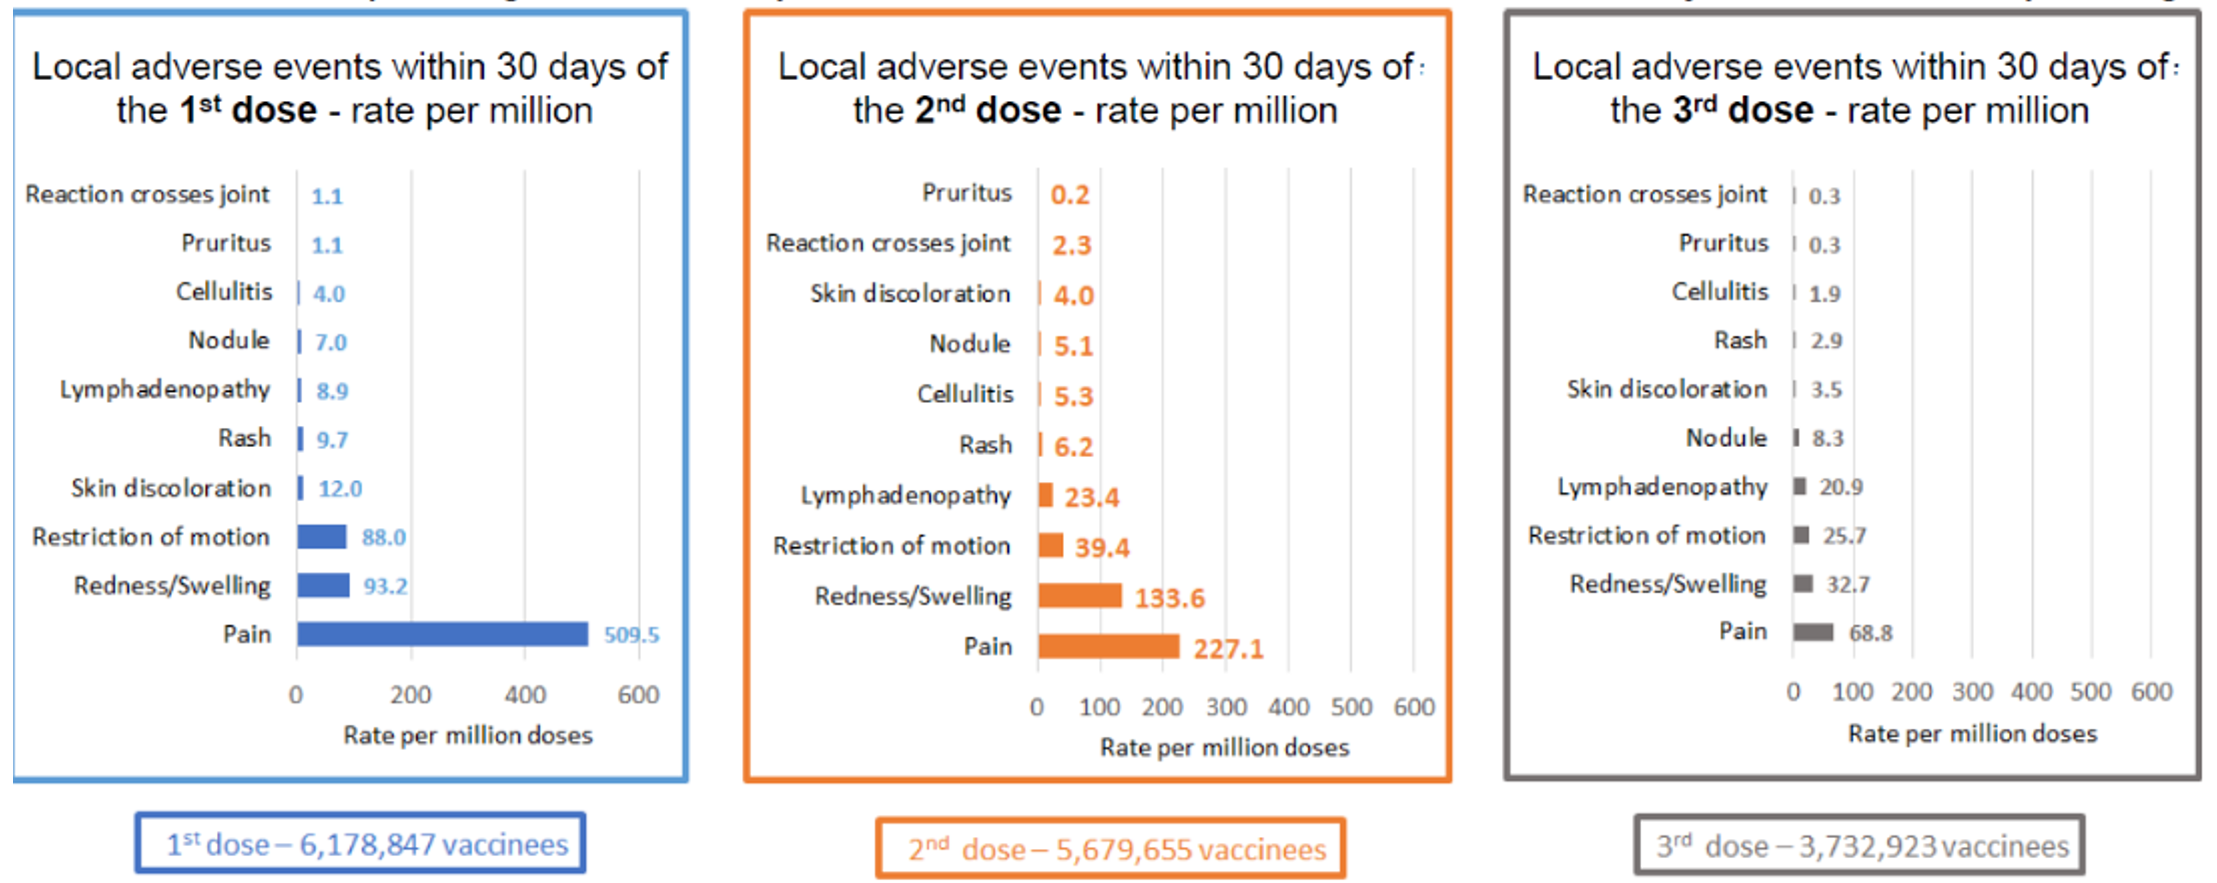 Local adverse events within 30 days of
the 1st dose - rate per million
Reaction crosses joint 1.1
Pruritus 1.1
Cellulitis 4.0
Nodule 7.0
Lymphadenopathy 8.9
Rash 9.7
Skin discoloration 12.0
Restriction of motion 88.0
Redness/Swelling 93.2
Pain 509.5
0 200 400 600
Rate per million doses
1st dose – 6,178,847 vaccinees
Local adverse events within 30 days of
the 2nd dose - rate per million
Pruritus 0.2
Reaction crosses joint 2.3
Skin discoloration 4.0
Nodule 5.1
Cellulitis 5.3
Rash 6.2
Lymphadenopathy 23.4
Restriction of motion 39.4
Redness/Swelling 133.6
Pain 227.1
0 100 200 300 400 500 600
Rate per million doses
2nd dose – 5,679,655 vaccinees
Local adverse events within 30 days of
the 3rd dose - rate per million
Reaction crosses joint 0.3
Pruritus 0.3
Cellulitis 1.9
Rash 2.9
Skin discoloration 3.5
Nodule 8.3
Lymphadenopathy 20.9
Restriction of motion 25.7
Redness/Swelling 32.7
Pain 68.8
0 100 200 300 400 500 600
Rate per million doses
3rd dose – 3,732,923 vaccinees